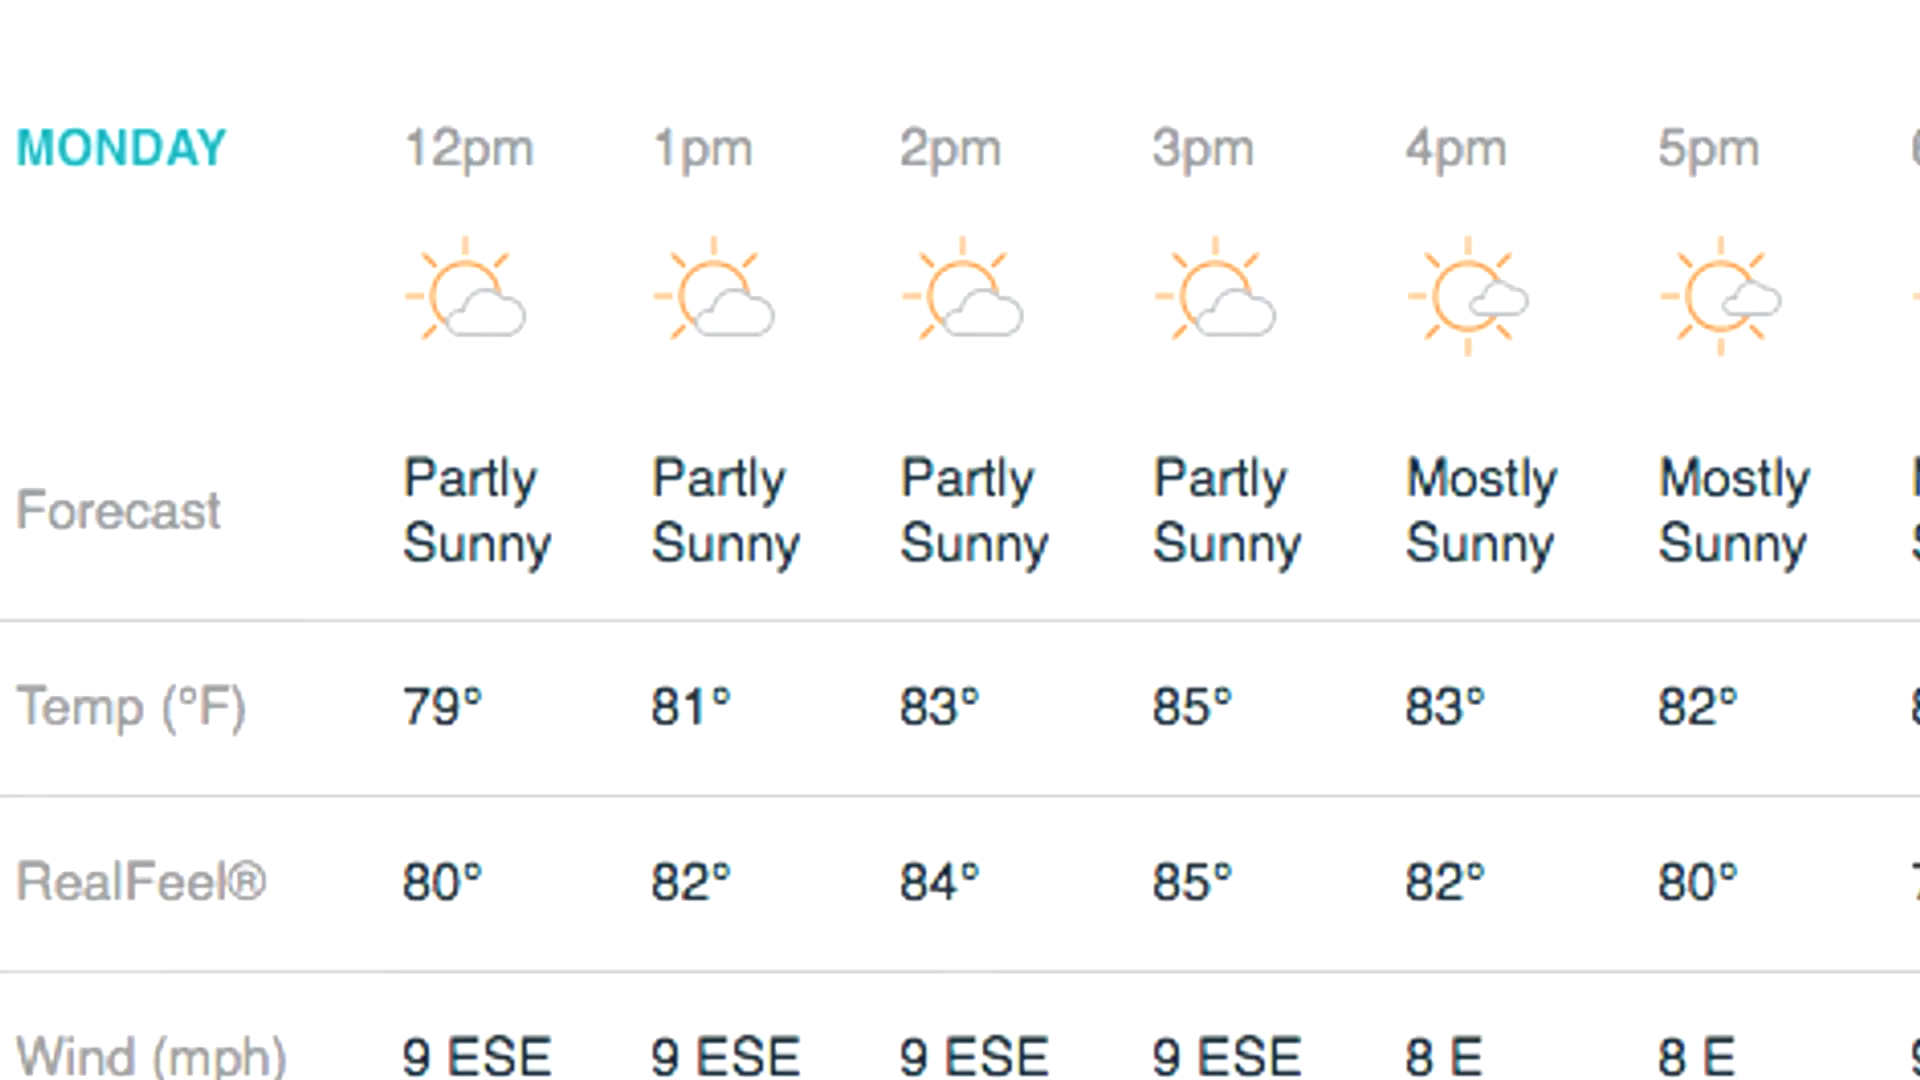 MONDAY 12pm 1pm 2pm 3pm 4pm 5pm
Partly Partly Partly Partly Mostly Mostly
Forecast
Sunny Sunny Sunny Sunny Sunny Sunny
Temp (°F) 79° 81° 83° 85° 83° 82°
RealFeel® 80° 82° 84° 85° 82° 80°
Wind (mph) 9 ESE 9 ESE 9 ESE 9 ESE 8 E 8 E